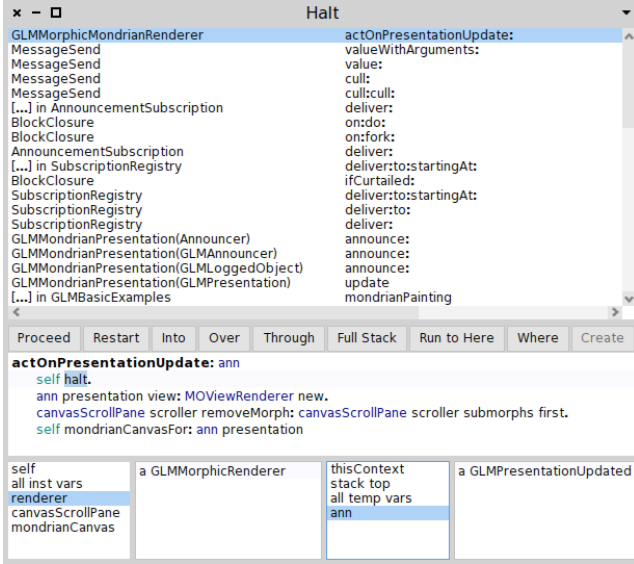 Halt
GLMMorphicMondrianRenderer actOnPresentationUpdate:
MessageSend valueWithArguments:
MessageSend value:
MessageSend cull:
MessageSend cull:cull:
[...] in AnnouncementSubscription deliver:
BlockClosure on:do:
BlockClosure on:fork:
AnnouncementSubscription deliver:
[...] in SubscriptionRegistry deliver:to:startingAt:
BlockClosure ifCurtailed:
SubscriptionRegistry deliver:to:startingAt:
SubscriptionRegistry deliver:to:
SubscriptionRegistry deliver:
GLMMondrianPresentation(Announcer) announce:
GLMMondrianPresentation(GLMAnnouncer) announce:
GLMMondrianPresentation(GLMLoggedObject) announce:
GLMMondrianPresentation(GLMPresentation) update
[...] in GLMBasicExamples mondrianPainting
Proceed Restart Into Over Through Full Stack Run to Here Where Create
actOnPresentationUpdate: ann
self halt.
ann presentation view: MOViewRenderer new.
canvasScrollPane scroller removeMorph: canvasScrollPane scroller submorphs first.
self mondrianCanvasFor: ann presentation
self
all inst vars
renderer
canvasScrollPane
mondrianCanvas
a GLMMorphicRenderer
thisContext
stack top
all temp vars
ann
a GLMPresentationUpdated